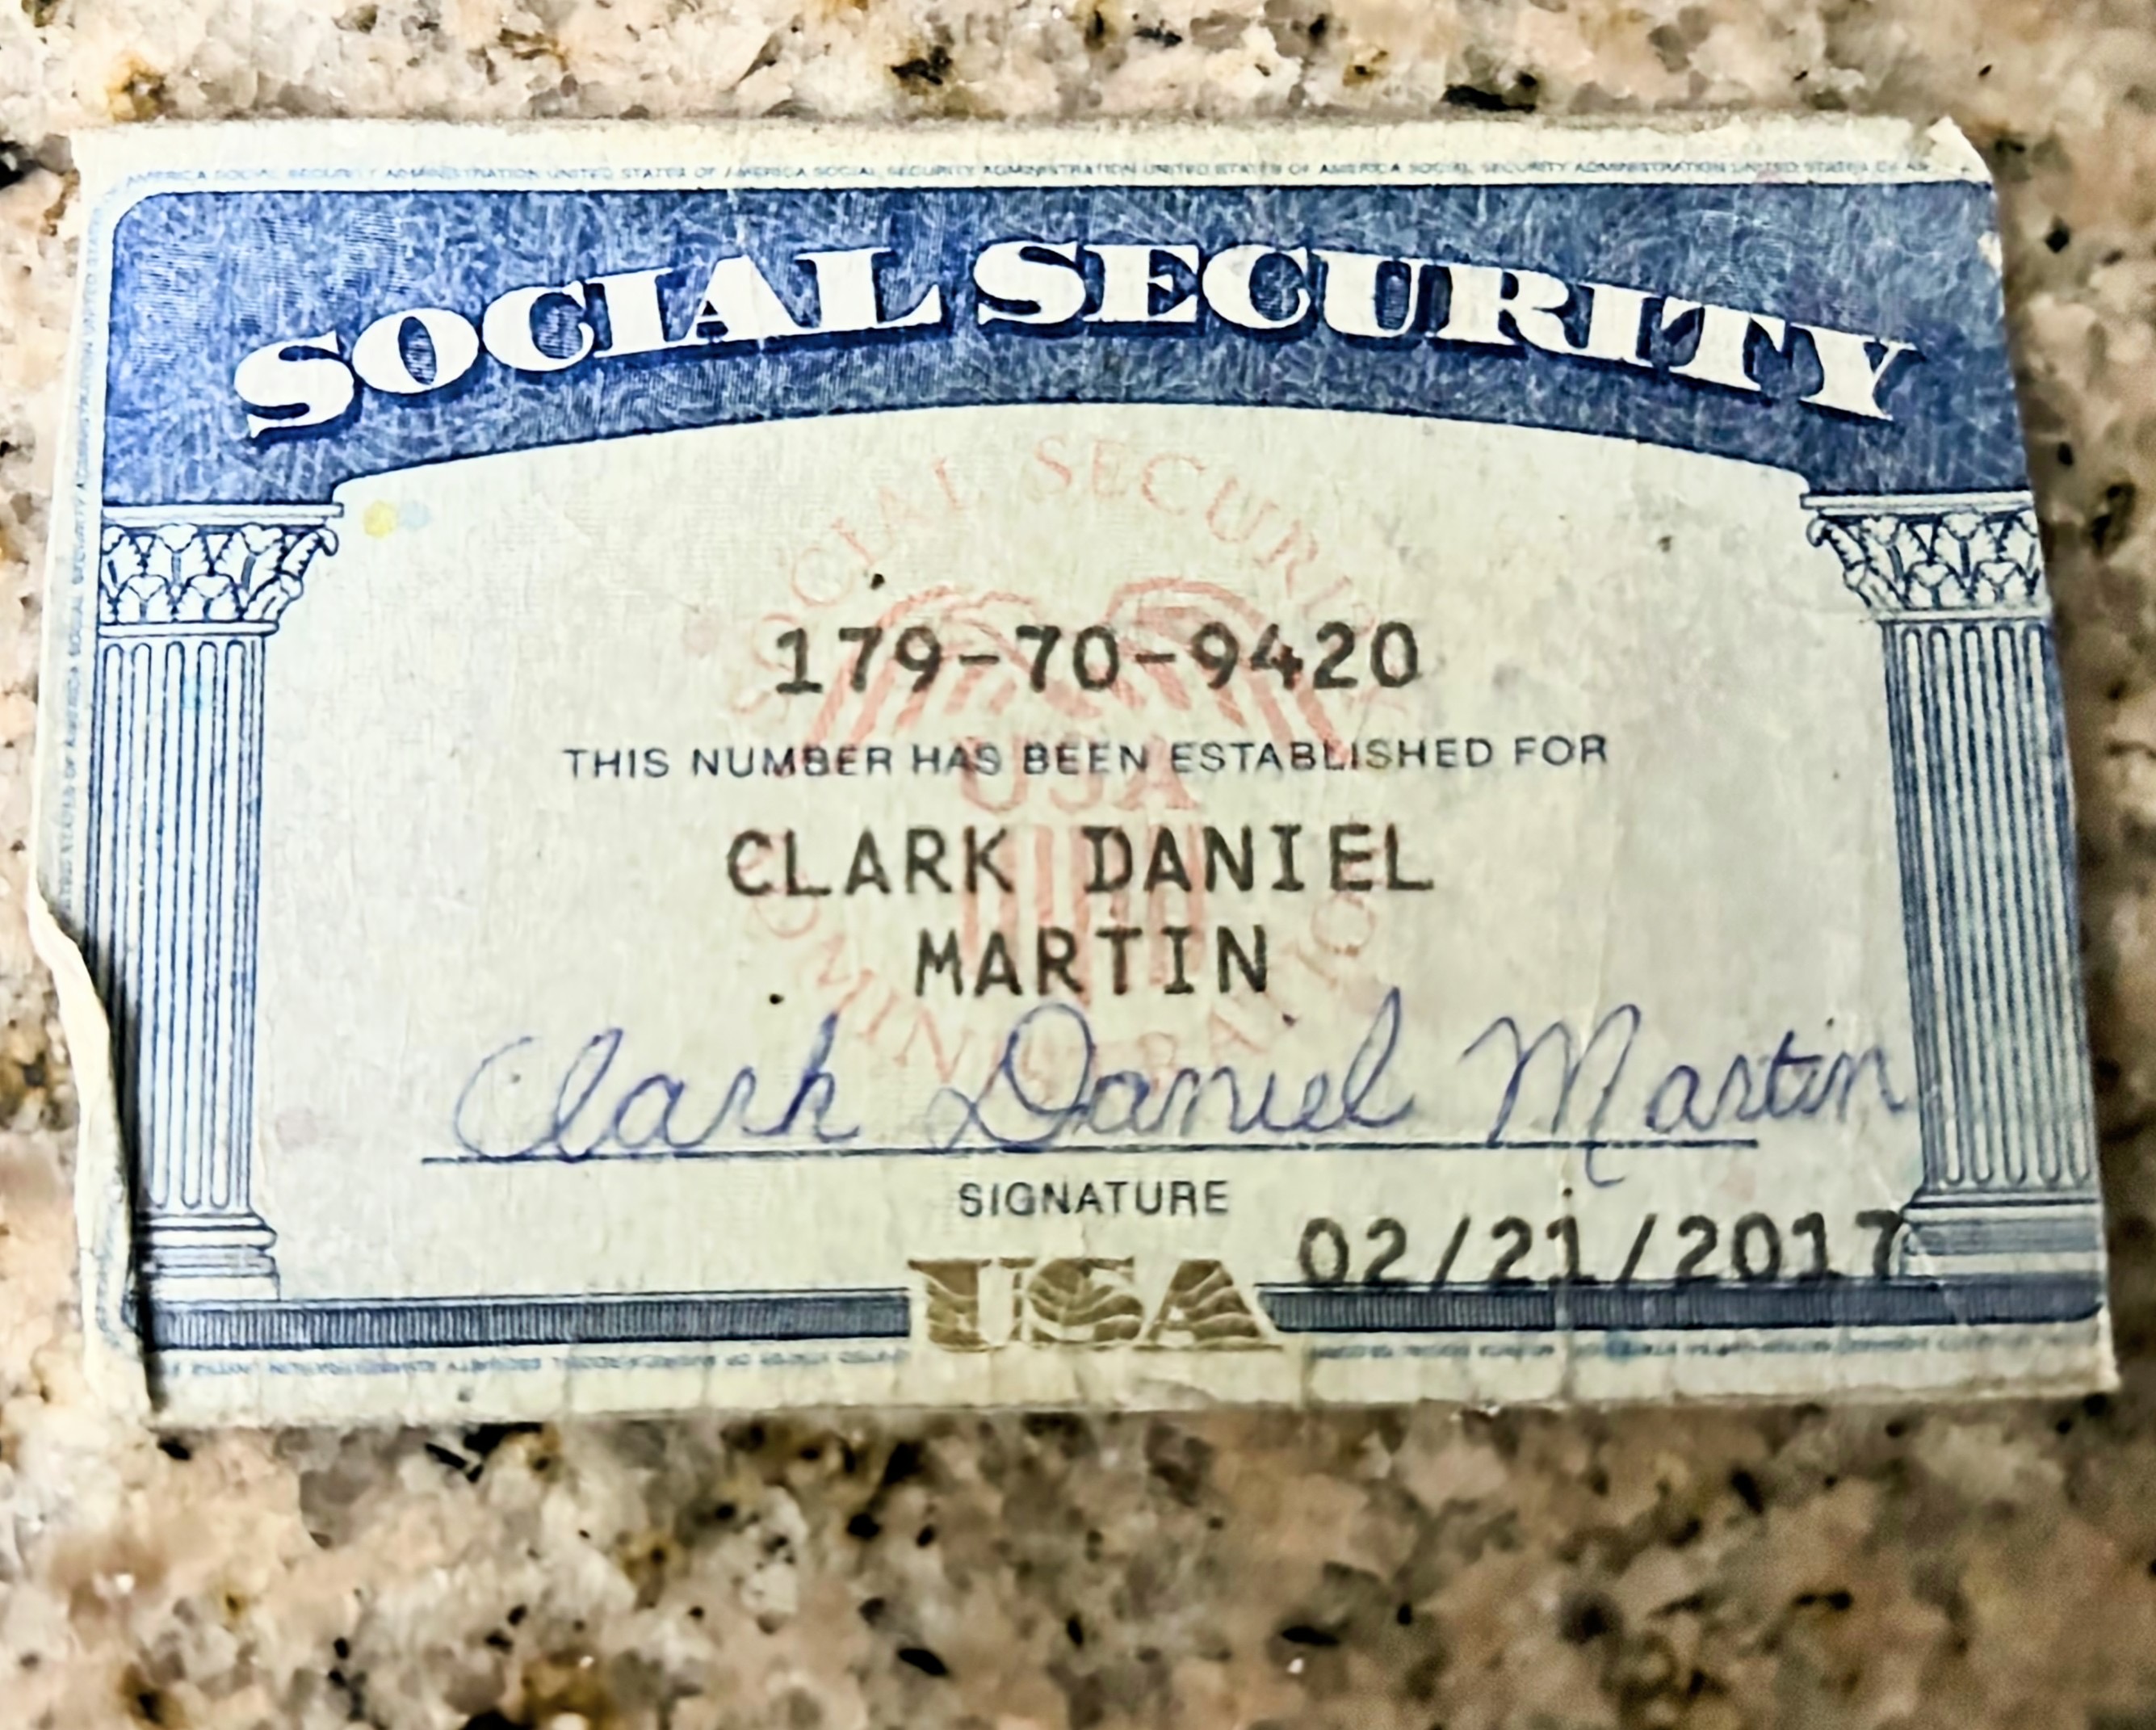 SOCIAL SECURITY
179-70-9420
THIS NUMBER HAS BEEN ESTABLISHED FOR
CLARK DANIEL
MARTIN
Clark Daniel Martin
SIGNATURE
02/21/2017
USA